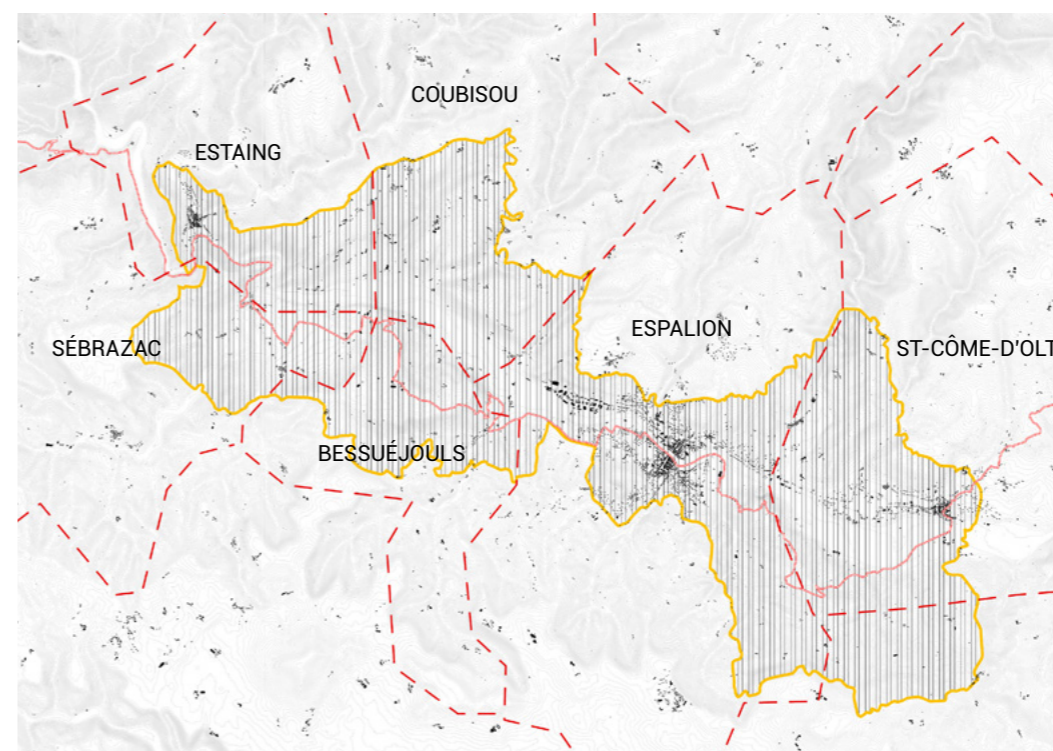 COUBISOU
ESTAING
ESPALION
SÉBRAZAC
ST-CÔME-D'OLT
BESSUÉJOULS